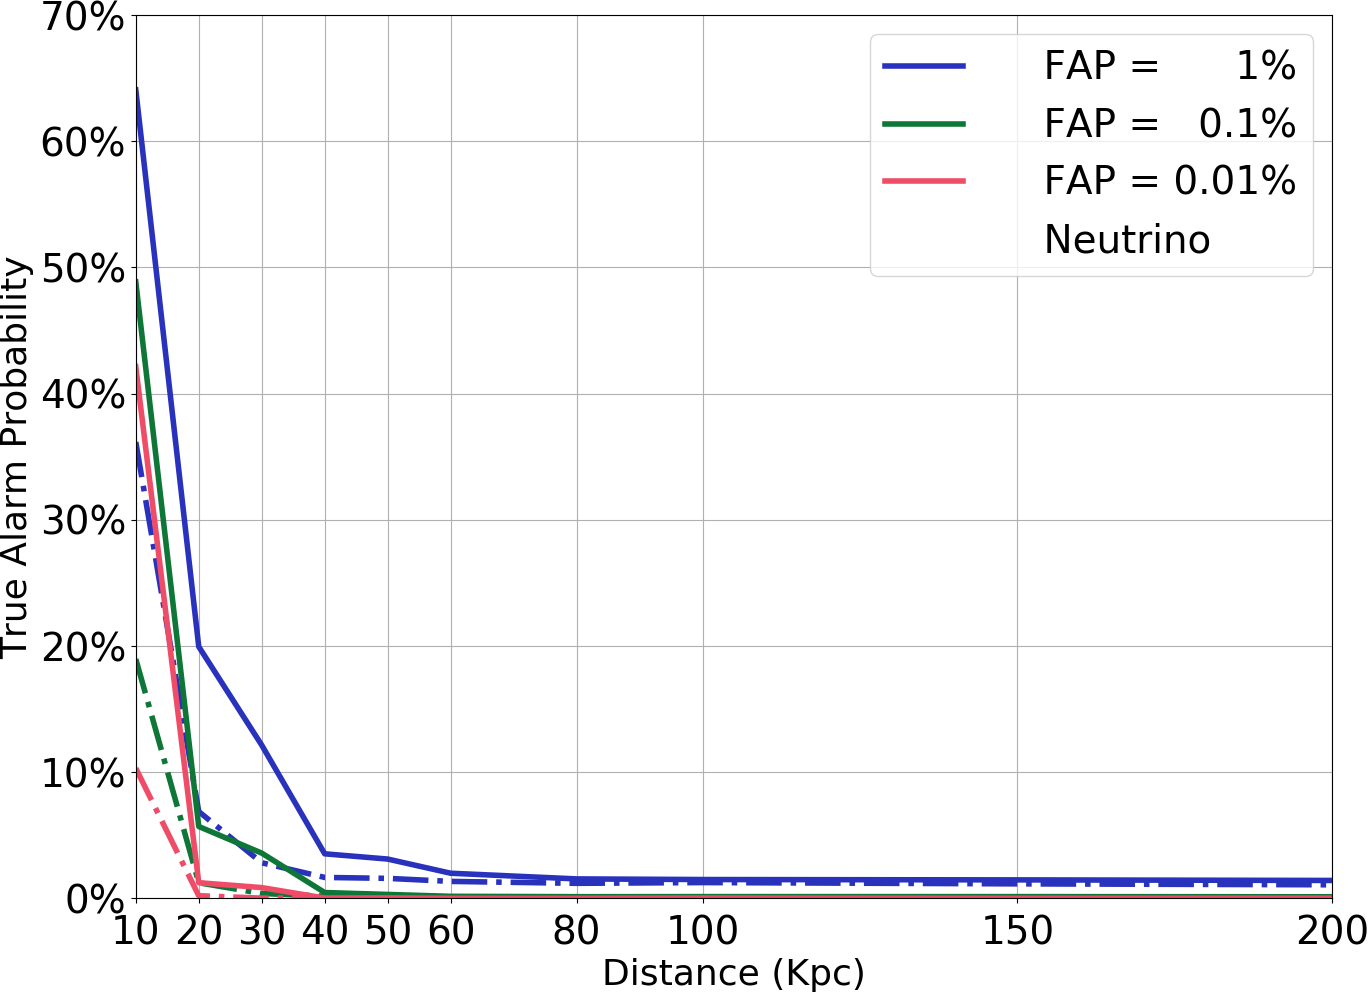 70%
60%
50%
40%
30%
20%
10%
0%
True Alarm Probability
FAP = 1%
FAP = 0.1%
FAP = 0.01%
Neutrino
10 20 30 40 50 60 80 100 150 200
Distance (Kpc)